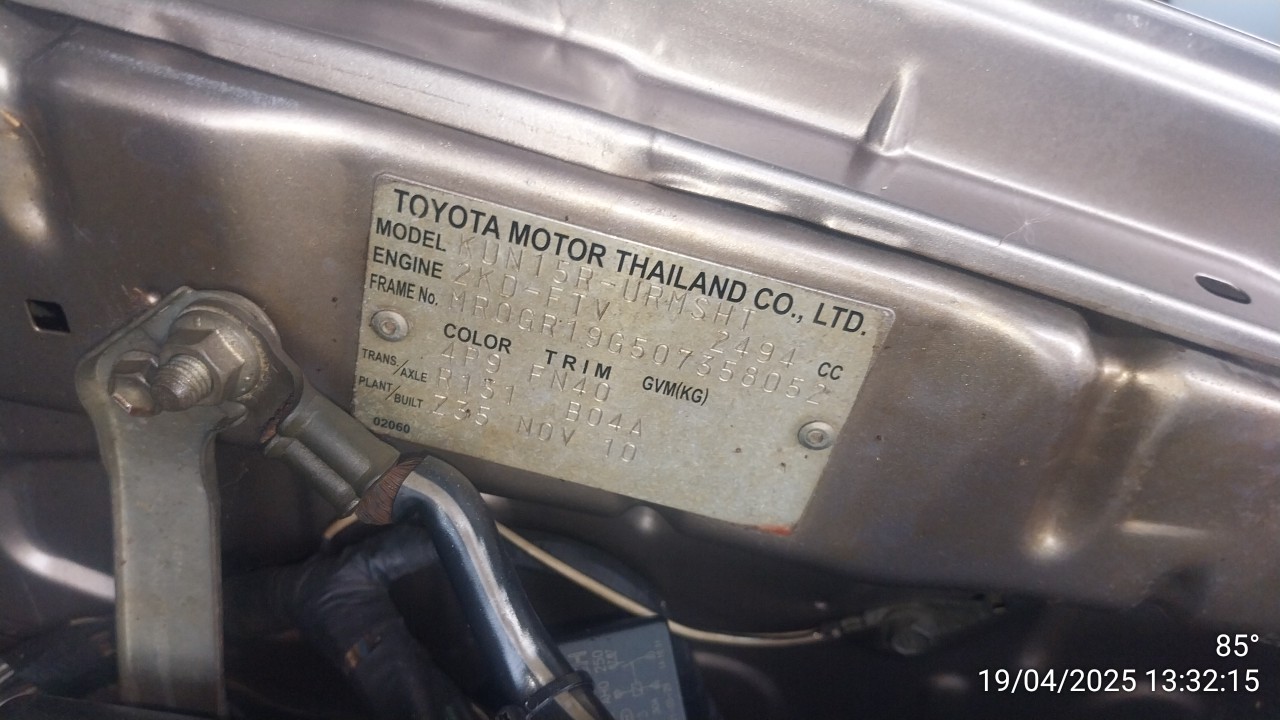 TOYOTA MOTOR THAILAND CO., LTD.
MODEL KUN15R-URMSHT
ENGINE 2KD-FTV 2494 CC
FRAME No. MR0GR19G507358052
COLOR TRIM GVM(KG)
4R9 FN40
TRANS/AXLE R151 B04A
PLANT/BUILT Z35 NOV 10
02060
85°
19/04/2025 13:32:15